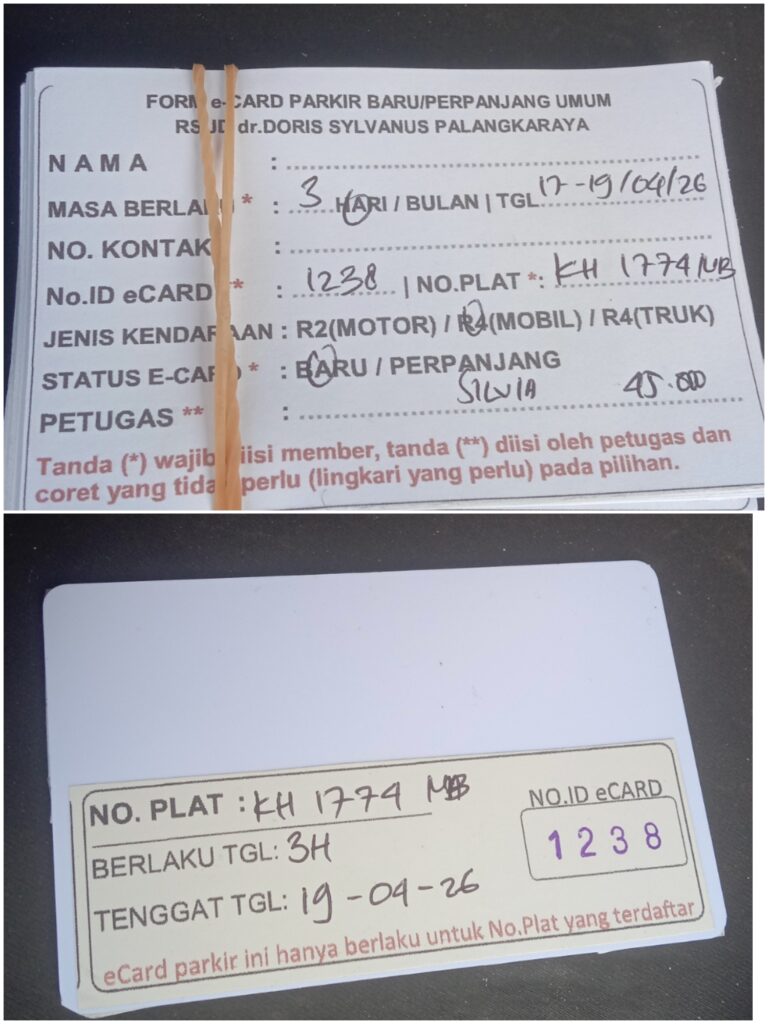 FORM e-CARD PARKIR BARU/PERPANJANG UMUM
RSUD dr.DORIS SYLVANUS PALANGKARAYA
NAMA :
MASA BERLAKU * : 3 HARI / BULAN | TGL 17-19/04/26
NO. KONTAK :
No.ID eCARD * : 1238 | NO.PLAT *: KH 1774 MB
JENIS KENDARAAN : R2(MOTOR) / R4(MOBIL) / R4(TRUK)
STATUS E-CARD * : BARU / PERPANJANG
PETUGAS ** : SILVIA 45.000
Tanda (*) wajib diisi member, tanda (**) diisi oleh petugas dan
coret yang tidak perlu (lingkari yang perlu) pada pilihan.
NO. PLAT : KH 1774 MB
NO.ID eCARD
1238
BERLAKU TGL: 3H
TENGGAT TGL: 19-04-26
eCard parkir ini hanya berlaku untuk No.Plat yang terdaftar